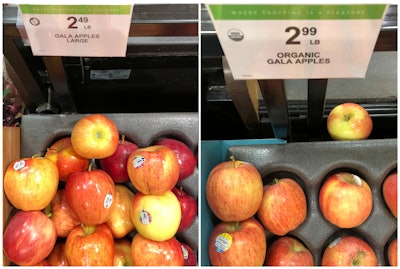 2 49
LB
GALA APPLES
LARGE
WHERE SHOPPING IS A PLEASURE
2 99
LB
ORGANIC
GALA APPLES